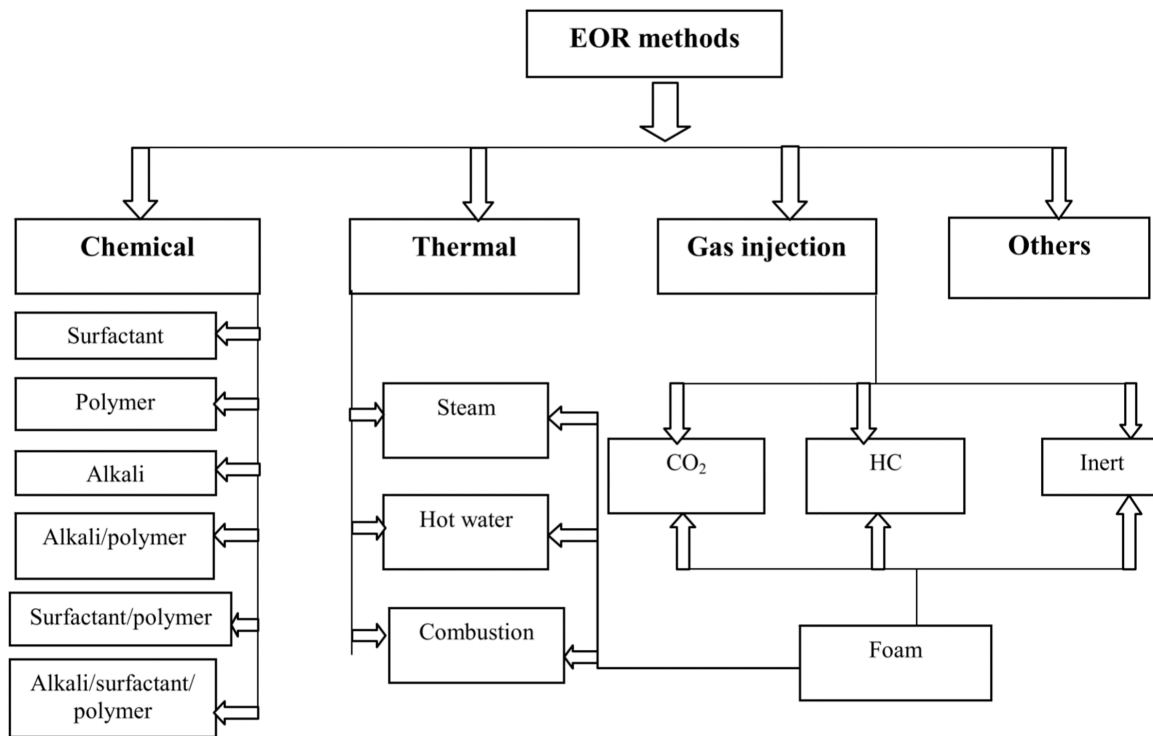 EOR methods
Chemical
Thermal
Gas injection
Others
Surfactant
Polymer
Alkali
Alkali/polymer
Surfactant/polymer
Alkali/surfactant/
polymer
Steam
Hot water
Combustion
CO₂
HC
Inert
Foam